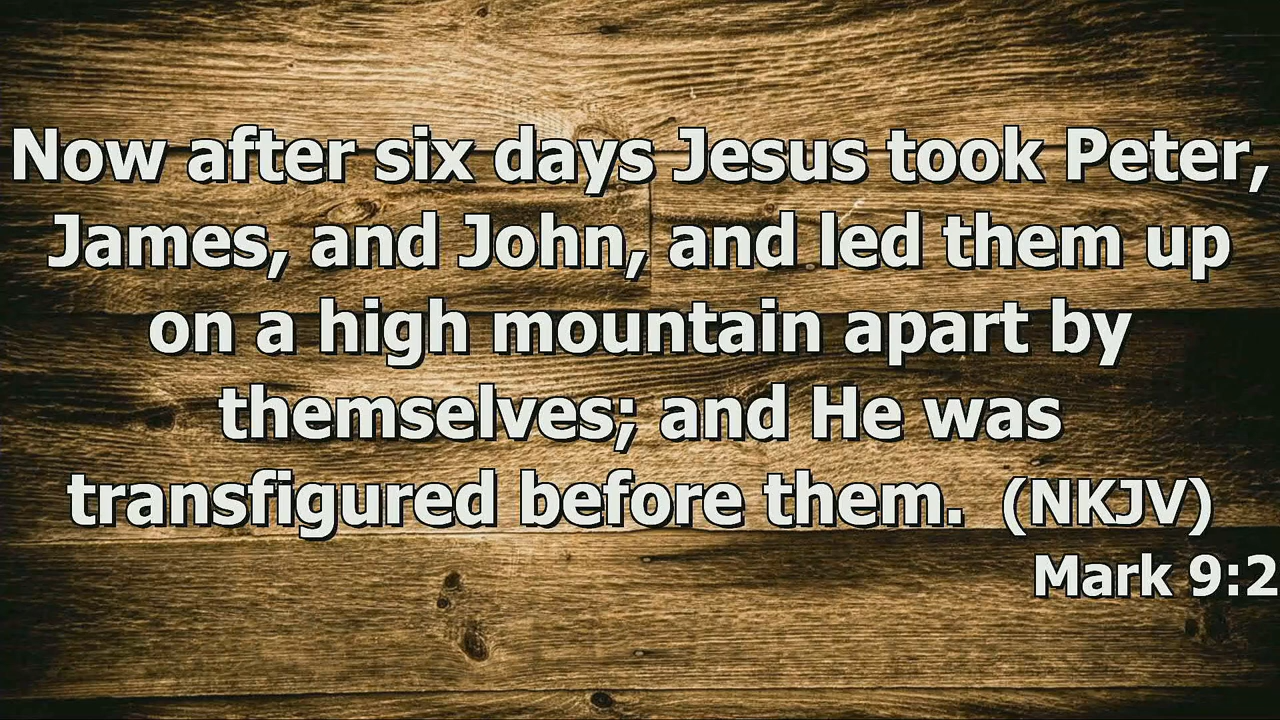 Now after six days Jesus took Peter,
James, and John, and led them up
on a high mountain apart by
themselves; and He was
transfigured before them.  (NKJV)
Mark 9:2